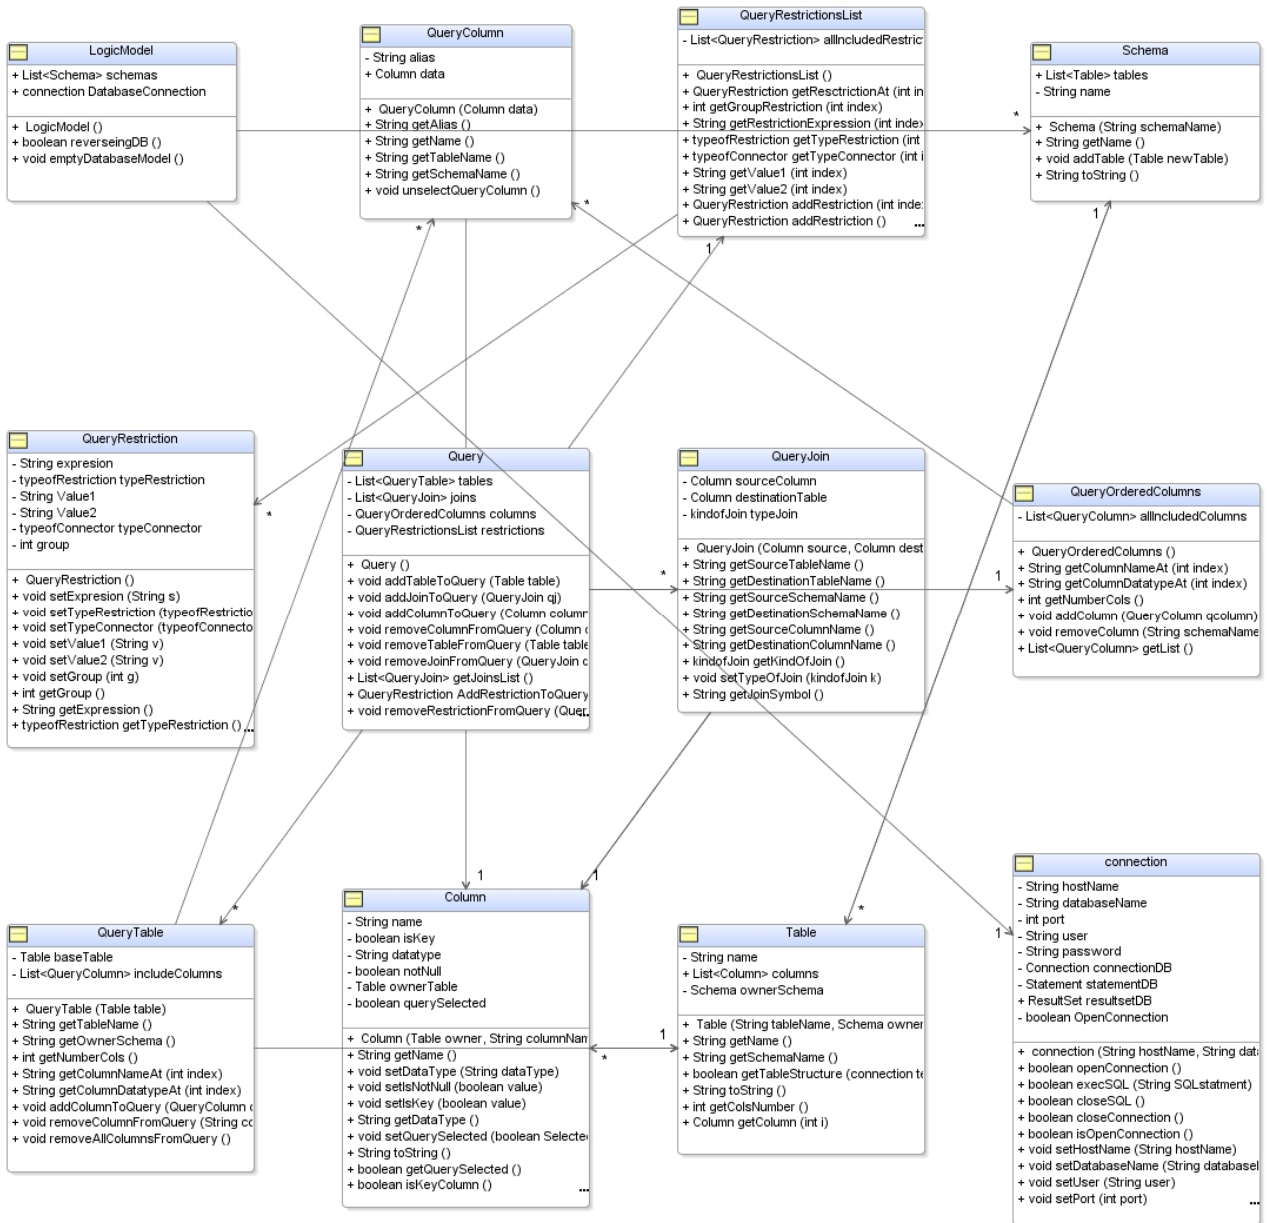 LogicModel
+ List<Schema> schemas
+ connection DatabaseConnection
+ LogicModel ()
+ boolean reverseingDB ()
+ void emptyDatabaseModel ()
QueryColumn
- String alias
+ Column data
+ QueryColumn (Column data)
+ String getAlias ()
+ String getName ()
+ String getTableName ()
+ String getSchemaName ()
+ void unselectQueryColumn ()
QueryRestrictionsList
- List<QueryRestriction> allIncludedRestric
+ QueryRestrictionsList ()
+ QueryRestriction getResctrictionAt (int in
+ int getGroupRestriction (int index)
+ String getRestrictionExpression (int index
+ typeofRestriction getTypeRestriction (int
+ typeofConnector getTypeConnector (int i
+ String getValue1 (int index)
+ String getValue2 (int index)
+ QueryRestriction addRestriction (int inde
+ QueryRestriction addRestriction ()
...
Schema
+ List<Table> tables
- String name
+ Schema (String schemaName)
+ String getName ()
+ void addTable (Table newTable)
+ String toString ()
*
*
*
1
1
QueryRestriction
- String expresion
- typeofRestriction typeRestriction
- String Value1
- String Value2
- typeofConnector typeConnector
- int group
+ QueryRestriction ()
+ void setExpresion (String s)
+ void setTypeRestriction (typeofRestrictio
+ void setTypeConnector (typeofConnecto
+ void setValue1 (String v)
+ void setValue2 (String v)
+ void setGroup (int g)
+ int getGroup ()
+ String getExpression ()
+ typeofRestriction getTypeRestriction ()
...
*
Query
- List<QueryTable> tables
- List<QueryJoin> joins
- QueryOrderedColumns columns
- QueryRestrictionsList restrictions
+ Query ()
+ void addTableToQuery (Table table)
+ void addJoinToQuery (QueryJoin qj)
+ void addColumnToQuery (Column column
+ void removeColumnFromQuery (Column c
+ void removeTableFromQuery (Table table
+ void removeJoinFromQuery (QueryJoin q
+ List<QueryJoin> getJoinsList ()
+ QueryRestriction AddRestrictionToQuery
+ void removeRestrictionFromQuery (Quer
...
*
QueryJoin
- Column sourceColumn
- Column destinationTable
- kindofJoin typeJoin
+ QueryJoin (Column source, Column dest
+ String getSourceTableName ()
+ String getDestinationTableName ()
+ String getSourceSchemaName ()
+ String getDestinationSchemaName ()
+ String getSourceColumnName ()
+ String getDestinationColumnName ()
+ kindofJoin getKindOfJoin ()
+ void setTypeOfJoin (kindofJoin k)
+ String getJoinSymbol ()
1
QueryOrderedColumns
- List<QueryColumn> allIncludedColumns
+ QueryOrderedColumns ()
+ String getColumnNameAt (int index)
+ String getColumnDatatypeAt (int index)
+ int getNumberCols ()
+ void addColumn (QueryColumn qcolumn)
+ void removeColumn (String schemaName
+ List<QueryColumn> getList ()
*
1
1
*
1
QueryTable
- Table baseTable
- List<QueryColumn> includeColumns
+ QueryTable (Table table)
+ String getTableName ()
+ String getOwnerSchema ()
+ int getNumberCols ()
+ String getColumnNameAt (int index)
+ String getColumnDatatypeAt (int index)
+ void addColumnToQuery (QueryColumn c
+ void removeColumnFromQuery (String co
+ void removeAllColumnsFromQuery ()
Column
- String name
- boolean isKey
- String datatype
- boolean notNull
- Table ownerTable
- boolean querySelected
+ Column (Table owner, String columnNam
+ String getName ()
+ void setDataType (String dataType)
+ void setIsNotNull (boolean value)
+ void setIsKey (boolean value)
+ String getDataType ()
+ void setQuerySelected (boolean Selecte
+ String toString ()
+ boolean getQuerySelected ()
+ boolean isKeyColumn ()
...
1
*
Table
- String name
+ List<Column> columns
- Schema ownerSchema
+ Table (String tableName, Schema owner
+ String getName ()
+ String getSchemaName ()
+ boolean getTableStructure (connection te
+ String toString ()
+ int getColsNumber ()
+ Column getColumn (int i)
connection
- String hostName
- String databaseName
- int port
- String user
- String password
- Connection connectionDB
- Statement statementDB
+ ResultSet resultsetDB
- boolean OpenConnection
+ connection (String hostName, String data
+ boolean openConnection ()
+ boolean execSQL (String SQLstatment)
+ boolean closeSQL ()
+ boolean closeConnection ()
+ boolean isOpenConnection ()
+ void setHostName (String hostName)
+ void setDatabaseName (String database
+ void setUser (String user)
+ void setPort (int port)
...